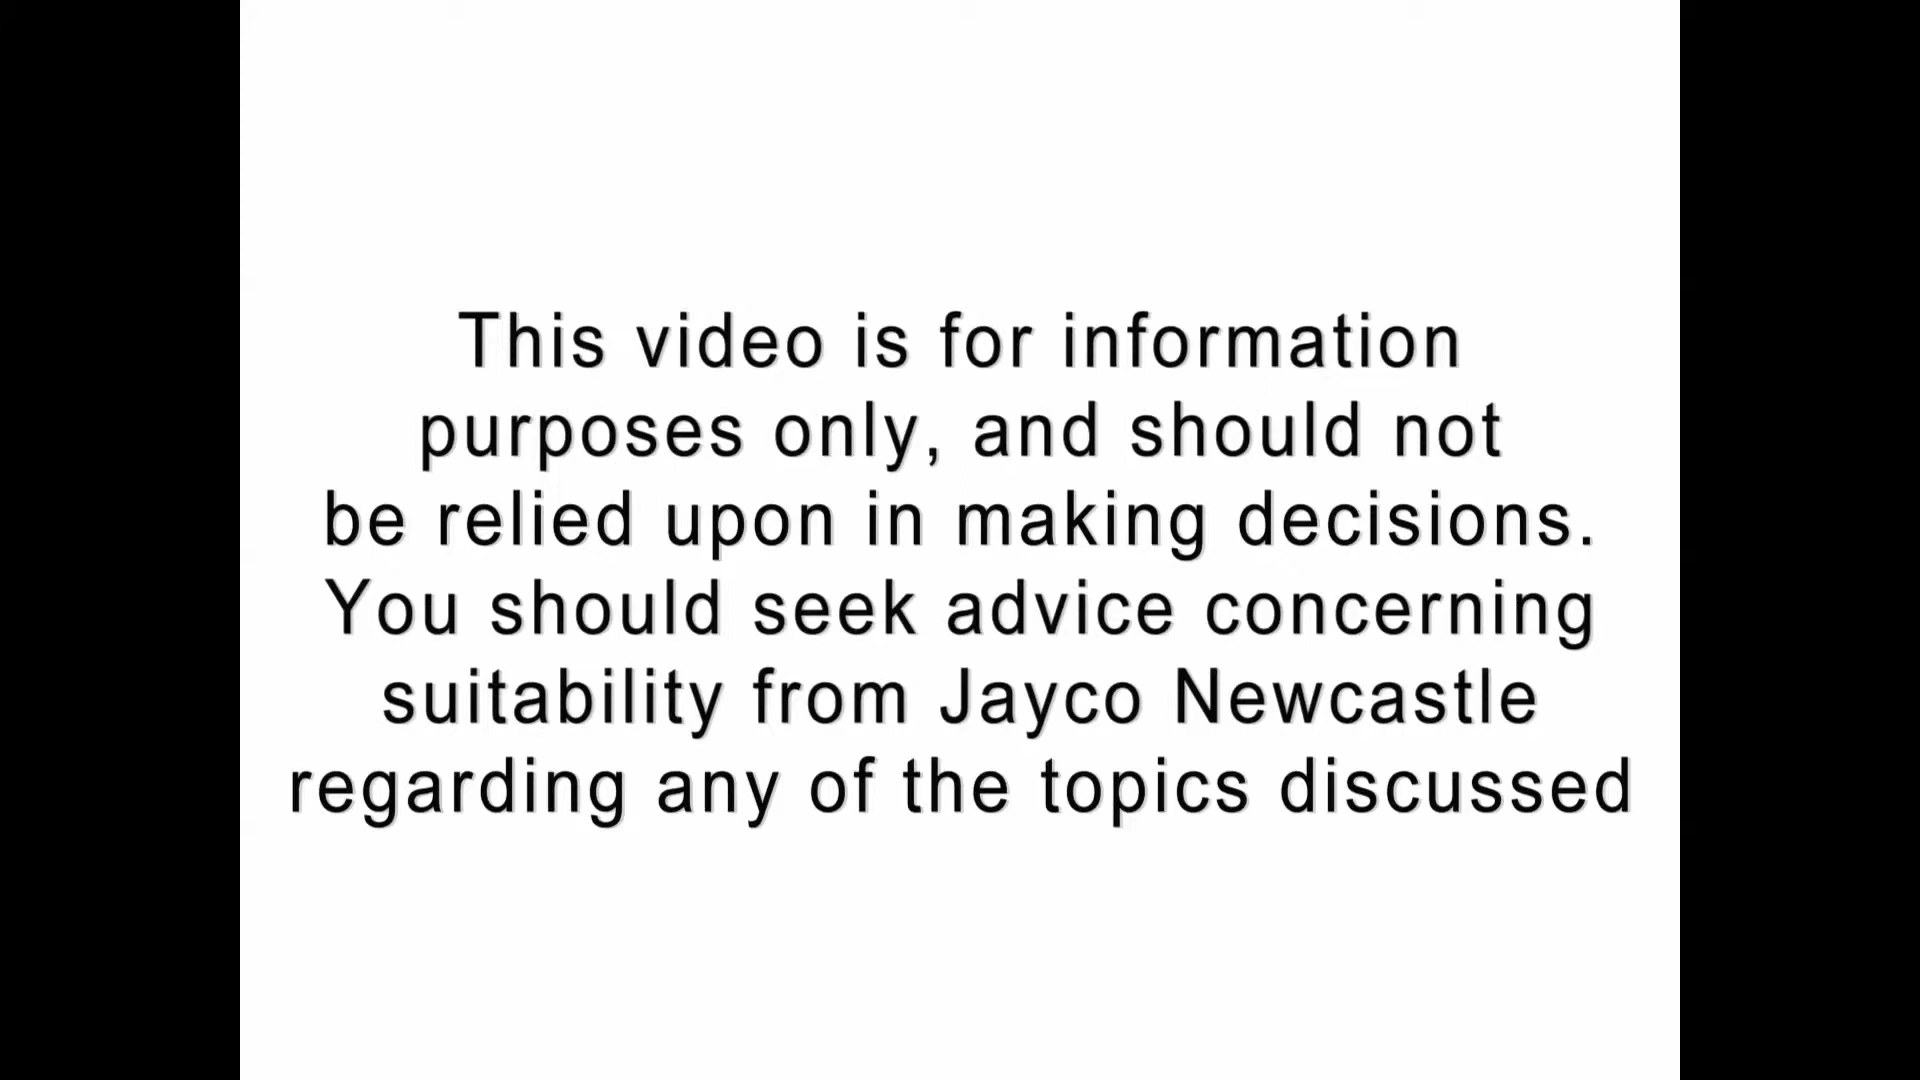 This video is for information
purposes only, and should not
be relied upon in making decisions.
You should seek advice concerning
suitability from Jayco Newcastle
regarding any of the topics discussed